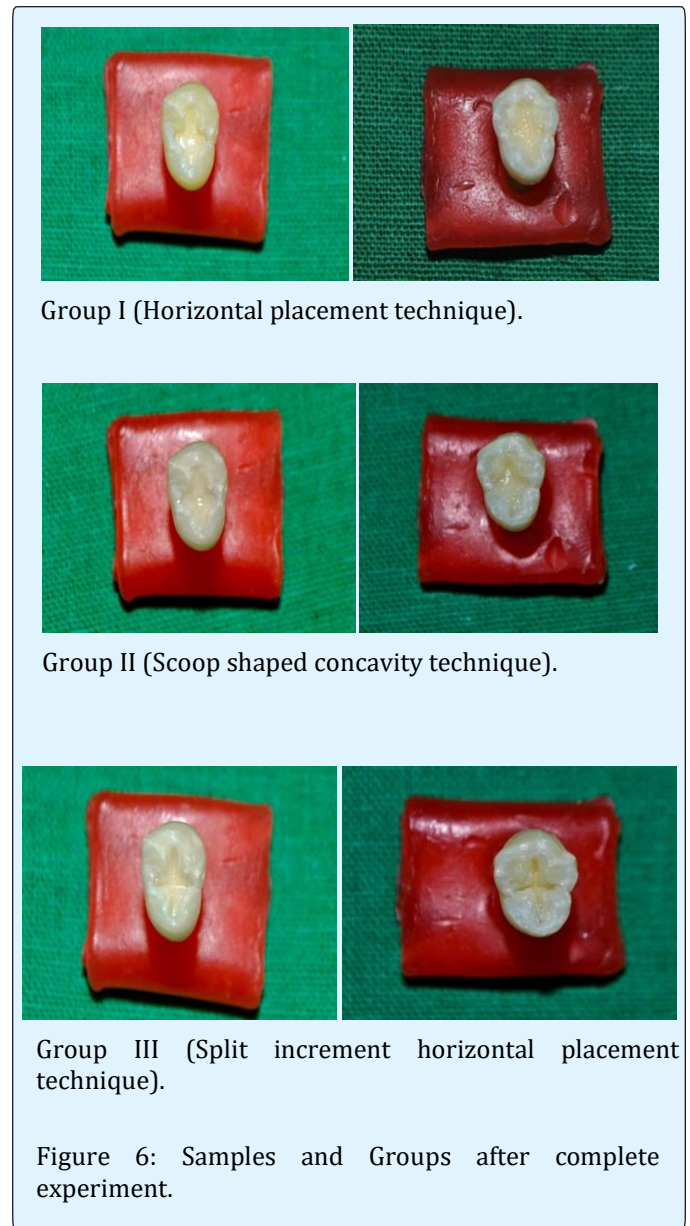 Group I (Horizontal placement technique).
Group II (Scoop shaped concavity technique).
Group III (Split increment horizontal placement
technique).
Figure 6: Samples and Groups after complete
experiment.